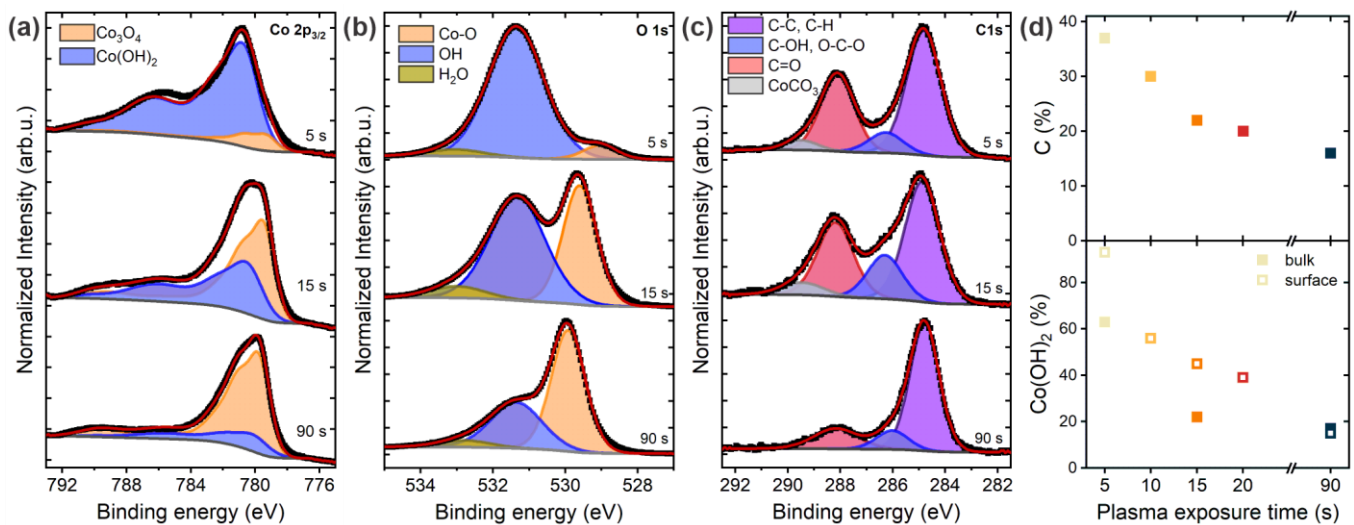 (a)
Co 2p3/2
Co3O4
Co(OH)2
5 s
15 s
90 s
Normalized Intensity (arb.u.)
792 788 784 780 776
Binding energy (eV)
(b)
O 1s
Co-O
OH
H2O
5 s
15 s
90 s
Normalized Intensity (arb.u.)
534 532 530 528
Binding energy (eV)
(c)
C1s
C-C, C-H
C-OH, O-C-O
C=O
CoCO3
5 s
15 s
90 s
Normalized Intensity (arb.u.)
292 290 288 286 284 282
Binding energy (eV)
(d)
40
30
20
10
0
C (%)
bulk
surface
80
60
40
20
0
Co(OH)2 (%)
5 10 15 20 90
Plasma exposure time (s)